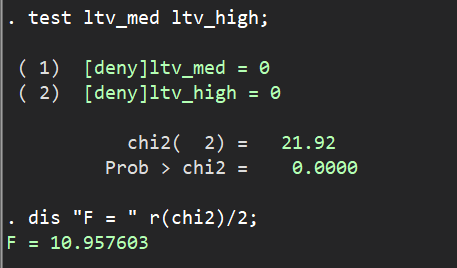 . test ltv_med ltv_high;
( 1) [deny]ltv_med = 0
( 2) [deny]ltv_high = 0
chi2( 2) = 21.92
Prob > chi2 = 0.0000
. dis "F = " r(chi2)/2;
F = 10.957603